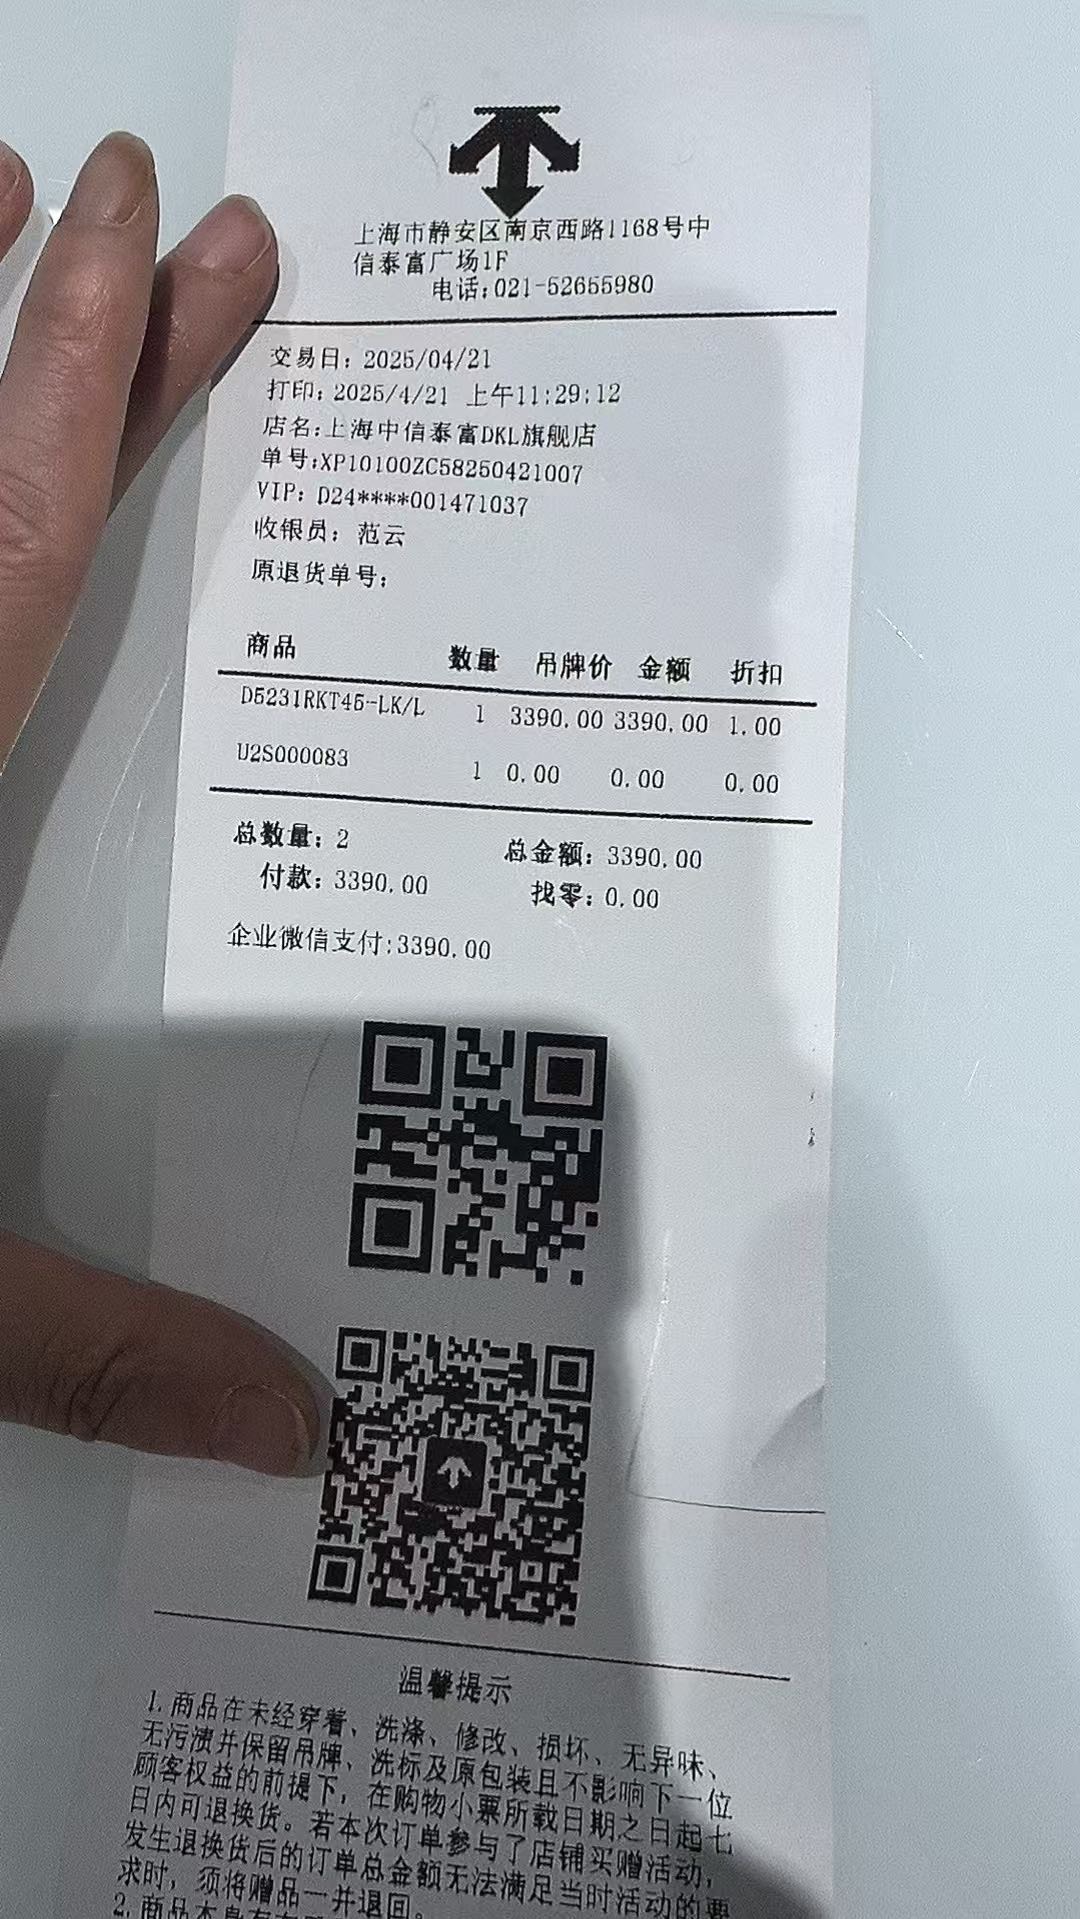 上海市静安区南京西路1168号中
信泰富广场1F
电话:021-52655980
交易日: 2025/04/21
打印: 2025/4/21 上午11:29:12
店名:上海中信泰富DKL旗舰店
单号:XP10100ZC58250421007
VIP: D24****001471037
收银员: 范云
原退货单号:
商品 数量 吊牌价 金额 折扣
D5231RKT45-LK/L 1 3390.00 3390.00 1.00
U2S000083 1 0.00 0.00 0.00
总数量: 2 总金额: 3390.00
付款: 3390.00 找零: 0.00
企业微信支付:3390.00
温馨提示
1.商品在未经穿着、洗涤、修改、损坏、无异味、
无污渍并保留吊牌、洗标及原包装且不影响下一位
顾客权益的前提下，在购物小票所载日期之日起七
日内可退换货。若本次订单参与了店铺买赠活动，
发生退换货后的订单总金额无法满足当时活动的要
求时，须将赠品一并退回。
2.商品本身